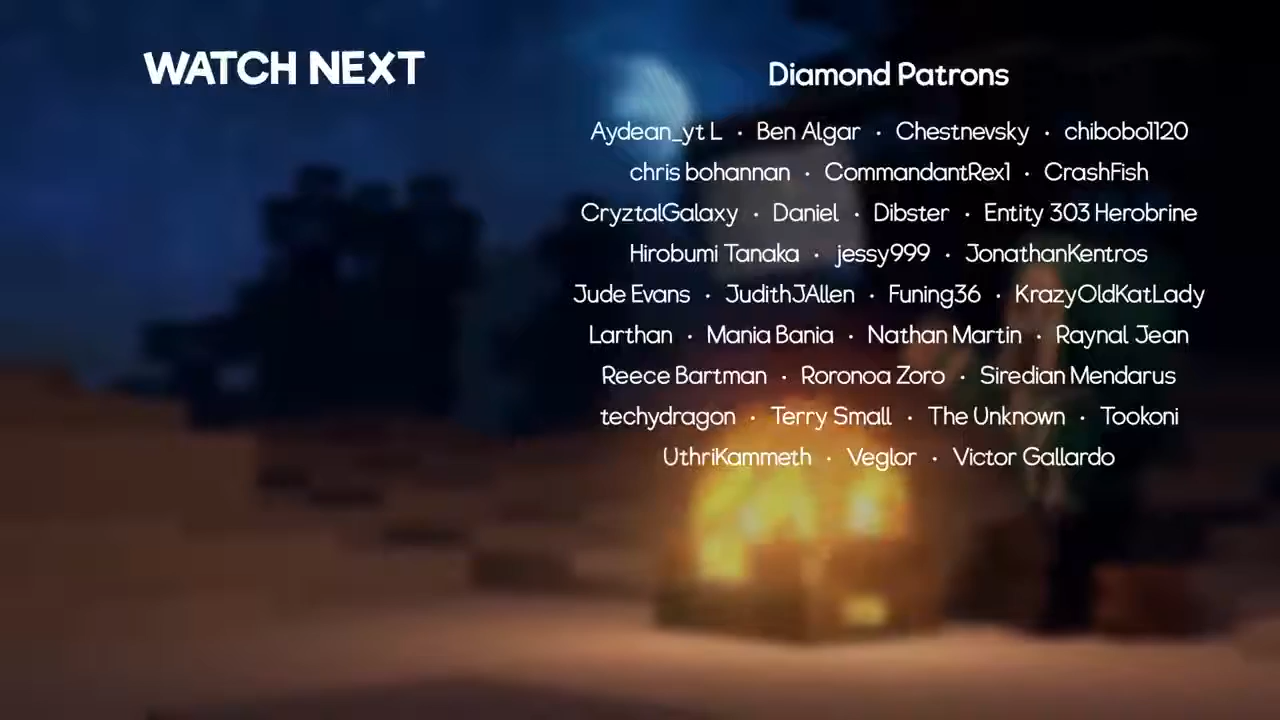 WATCH NEXT
Diamond Patrons
Aydean_yt L · Ben Algar · Chestnevsky · chibobo1120
chris bohannan · CommandantRex1 · CrashFish
CryztalGalaxy · Daniel · Dibster · Entity 303 Herobrine
Hirobumi Tanaka · jessy999 · JonathanKentros
Jude Evans · JudithJAllen · Funing36 · KrazyOldKatLady
Larthan · Mania Bania · Nathan Martin · Raynal Jean
Reece Bartman · Roronoa Zoro · Siredian Mendarus
techydragon · Terry Small · The Unknown · Tookoni
UthriKammeth · Veglor · Victor Gallardo